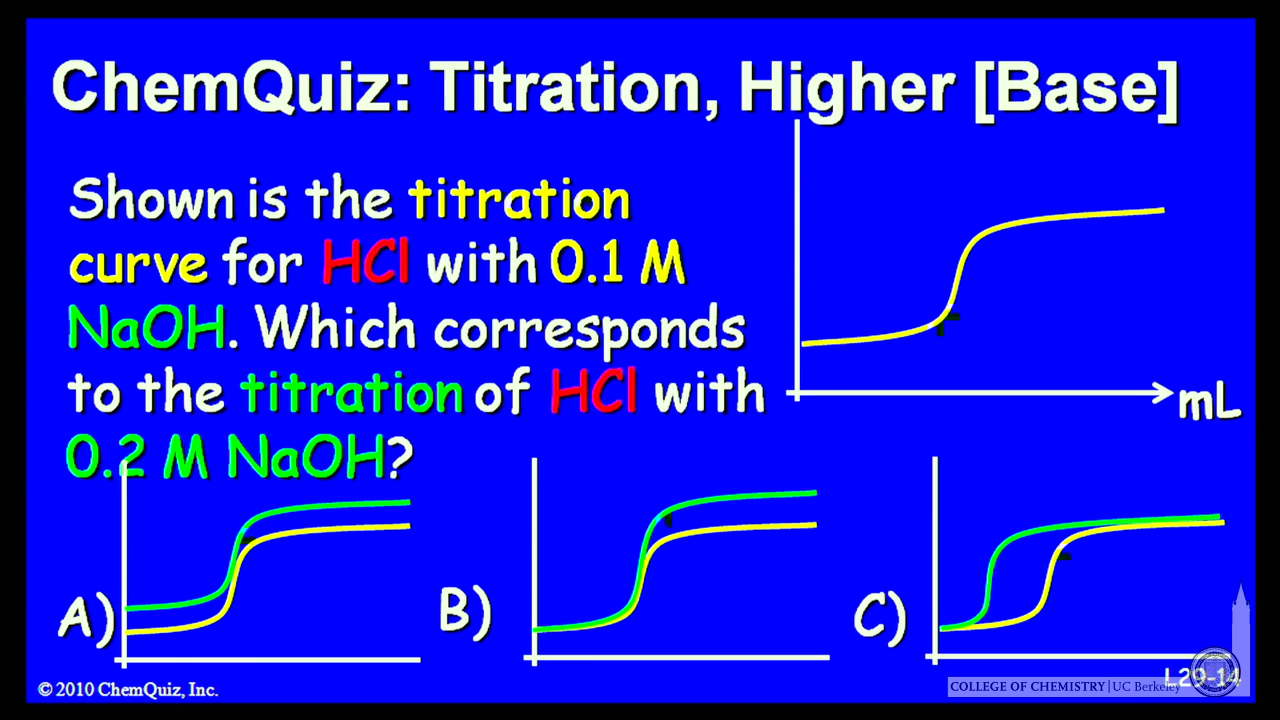 ChemQuiz: Titration, Higher [Base]
Shown is the titration
curve for HCl with 0.1 M
NaOH. Which corresponds
to the titration of HCl with
0.2 M NaOH?
mL
A)
B)
C)
© 2010 ChemQuiz, Inc.
L29-14
COLLEGE OF CHEMISTRY | UC Berkeley